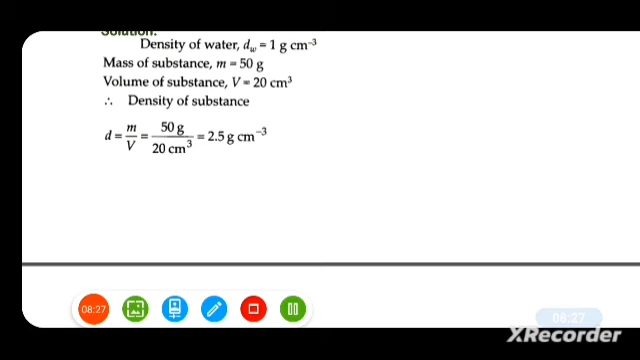 Solution:
Density of water, d_w = 1 g cm⁻³
Mass of substance, m = 50 g
Volume of substance, V = 20 cm³
∴ Density of substance
d = m/V = 50 g/20 cm³ = 2.5 g cm⁻³
08:27
08:27
XRecorder